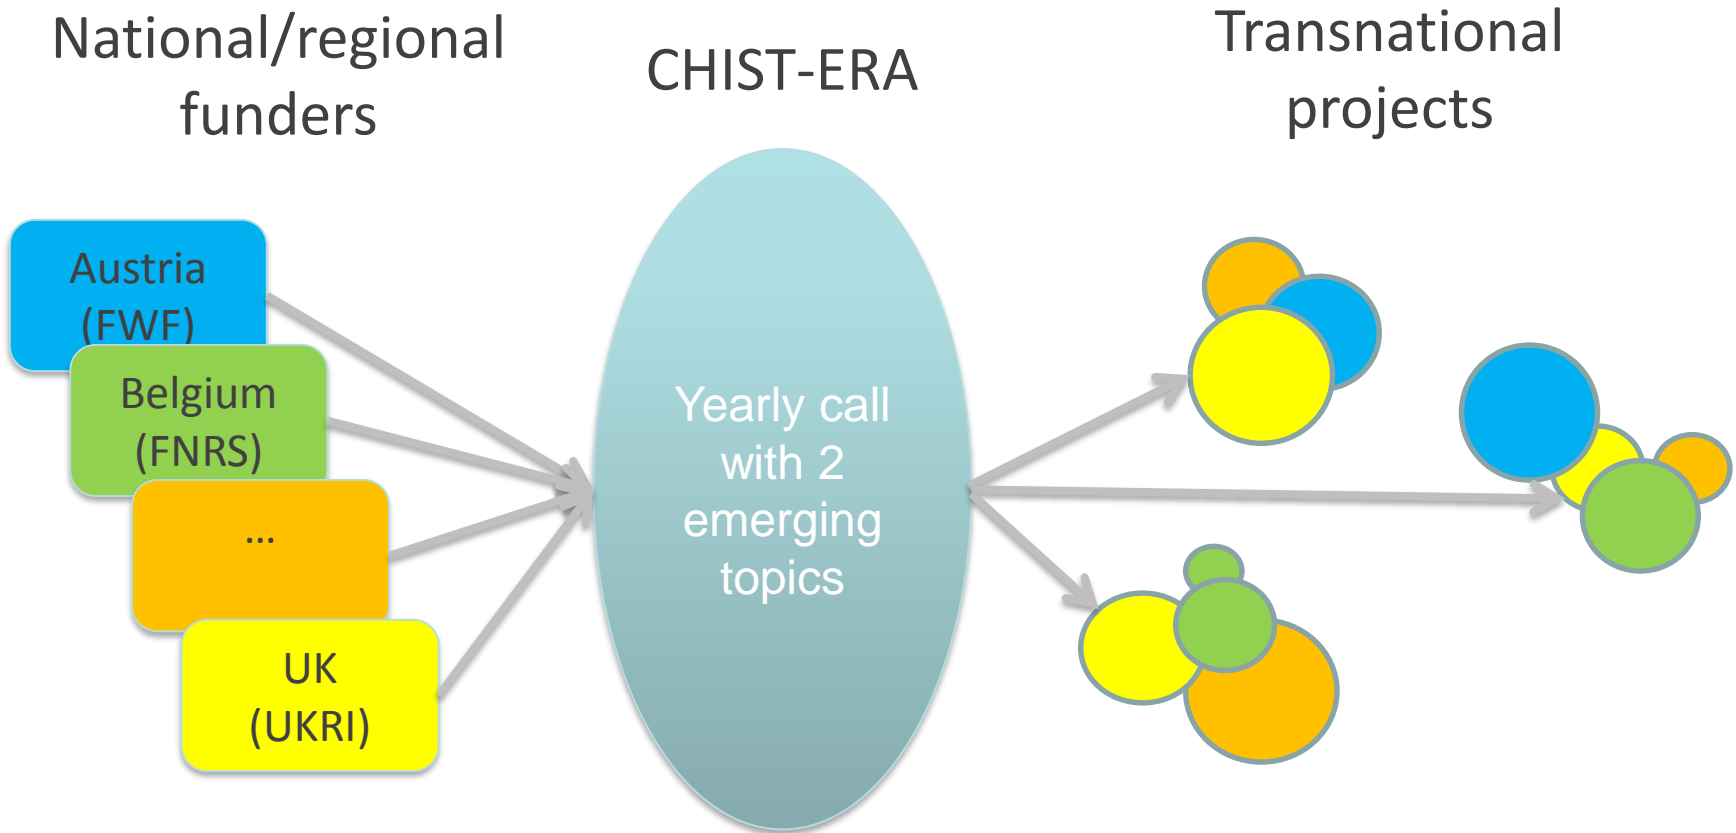 National/regional
funders
CHIST-ERA
Transnational
projects
Austria
(FWF)
Belgium
(FNRS)
...
UK
(UKRI)
Yearly call
with 2
emerging
topics